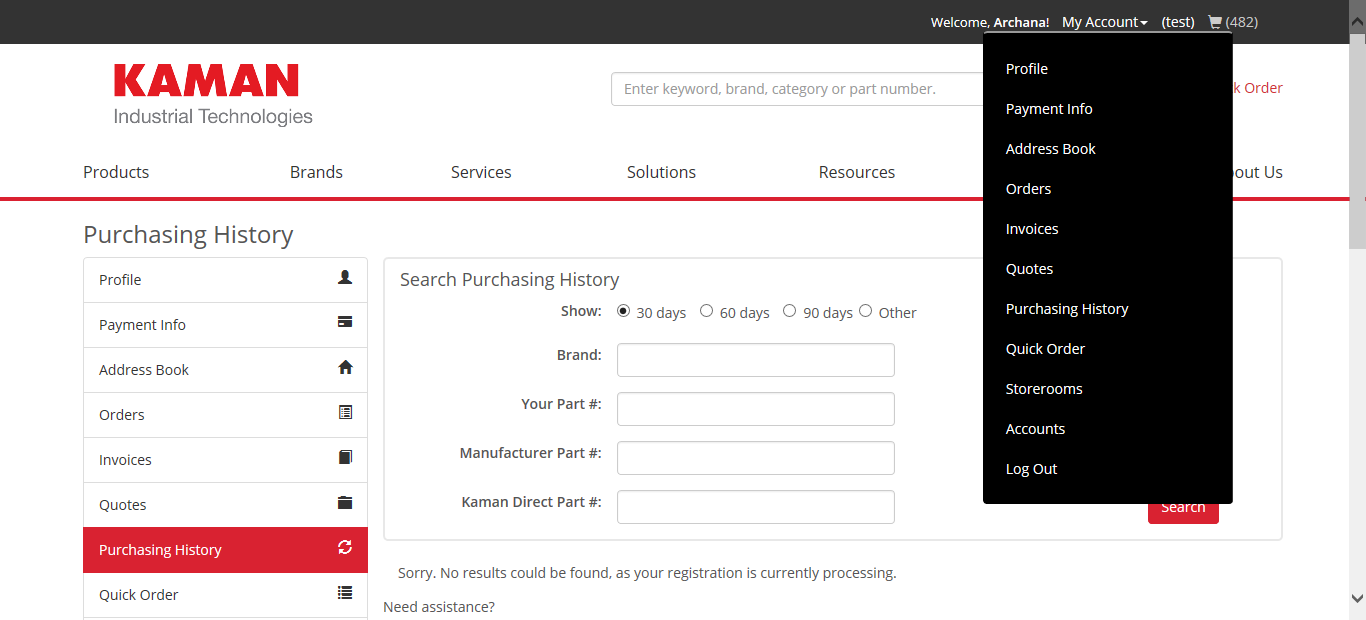 Welcome, Archana! My Account (test) (482)
KAMAN
Industrial Technologies
Enter keyword, brand, category or part number.
k Order
Products Brands Services Solutions Resources out Us
Profile
Payment Info
Address Book
Orders
Invoices
Quotes
Purchasing History
Quick Order
Storerooms
Accounts
Log Out
Purchasing History
Profile
Payment Info
Address Book
Orders
Invoices
Quotes
Purchasing History
Quick Order
Search Purchasing History
Show: 30 days 60 days 90 days Other
Brand:
Your Part #:
Manufacturer Part #:
Kaman Direct Part #:
Search
Sorry. No results could be found, as your registration is currently processing.
Need assistance?